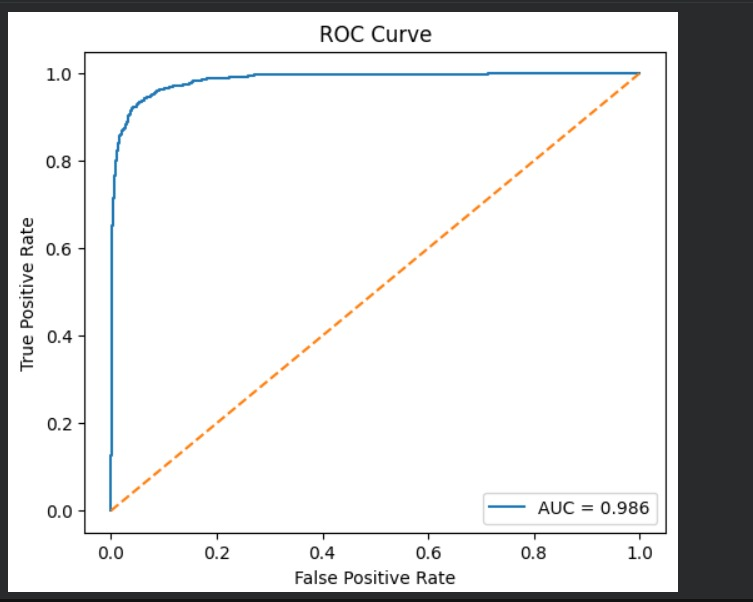 ROC Curve
1.0
0.8
0.6
0.4
0.2
0.0
True Positive Rate
AUC = 0.986
0.0 0.2 0.4 0.6 0.8 1.0
False Positive Rate